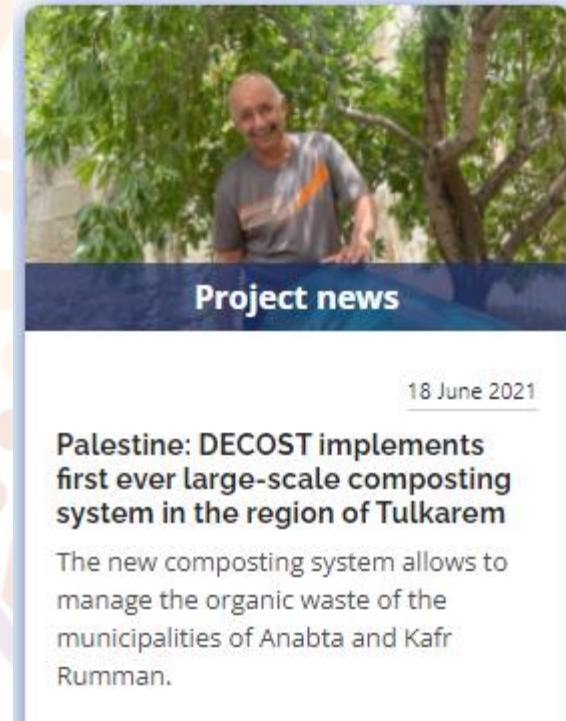 Project news
18 June 2021
Palestine: DECOST implements
first ever large-scale composting
system in the region of Tulkarem
The new composting system allows to
manage the organic waste of the
municipalities of Anabta and Kafr
Rumman.